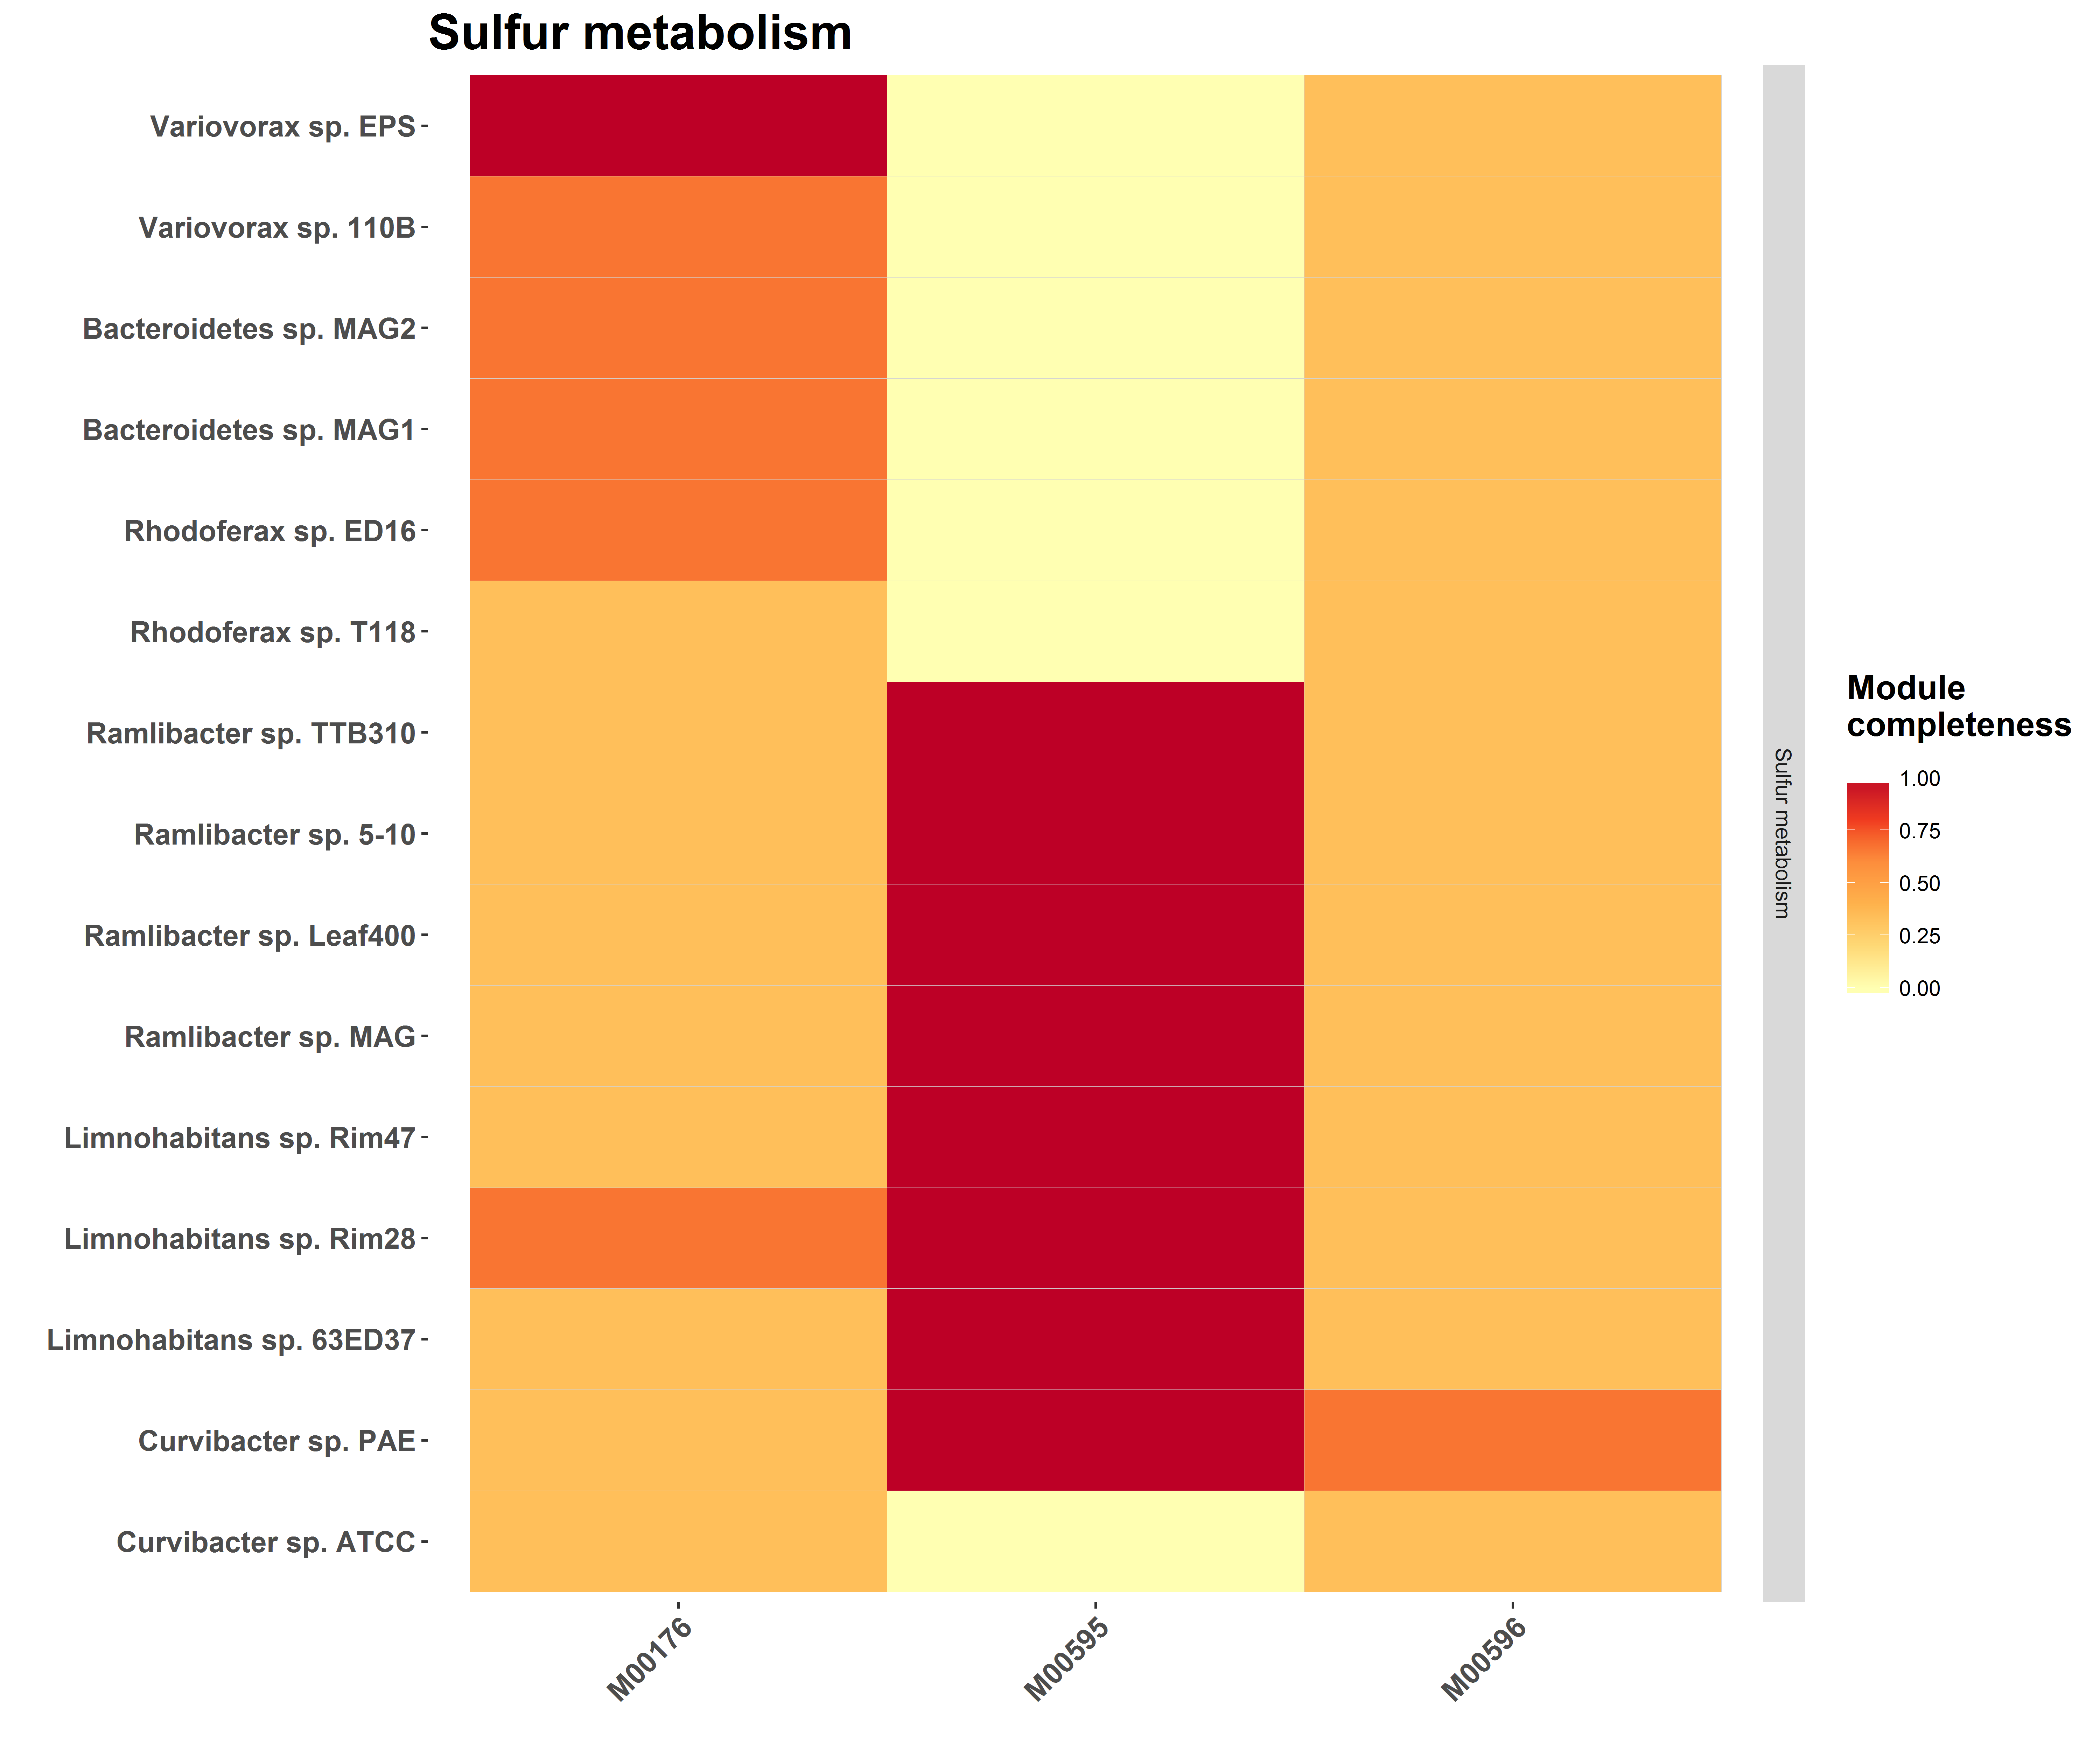 Sulfur metabolism
Variovorax sp. EPS
Variovorax sp. 110B
Bacteroidetes sp. MAG2
Bacteroidetes sp. MAG1
Rhodoferax sp. ED16
Rhodoferax sp. T118
Ramlibacter sp. TTB310
Ramlibacter sp. 5-10
Ramlibacter sp. Leaf400
Ramlibacter sp. MAG
Limnohabitans sp. Rim47
Limnohabitans sp. Rim28
Limnohabitans sp. 63ED37
Curvibacter sp. PAE
Curvibacter sp. ATCC
M00176
M00595
M00596
Sulfur metabolism
Module
completeness
1.00
0.75
0.50
0.25
0.00